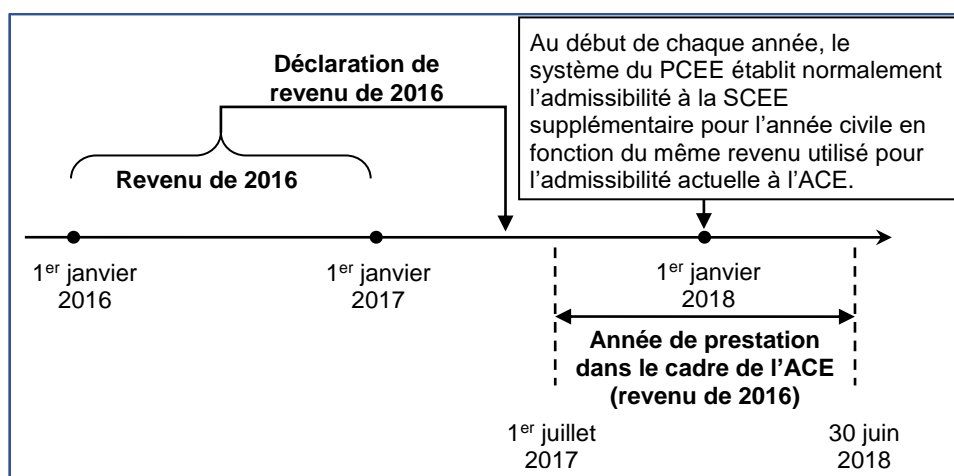 Déclaration de
revenu de 2016
Au début de chaque année, le
système du PCEE établit normalement
l’admissibilité à la SCEE
supplémentaire pour l’année civile en
fonction du même revenu utilisé pour
l’admissibilité actuelle à l’ACE.
Revenu de 2016
1er janvier
2016
1er janvier
2017
1er janvier
2018
Année de prestation
dans le cadre de l’ACE
(revenu de 2016)
1er juillet
2017
30 juin
2018